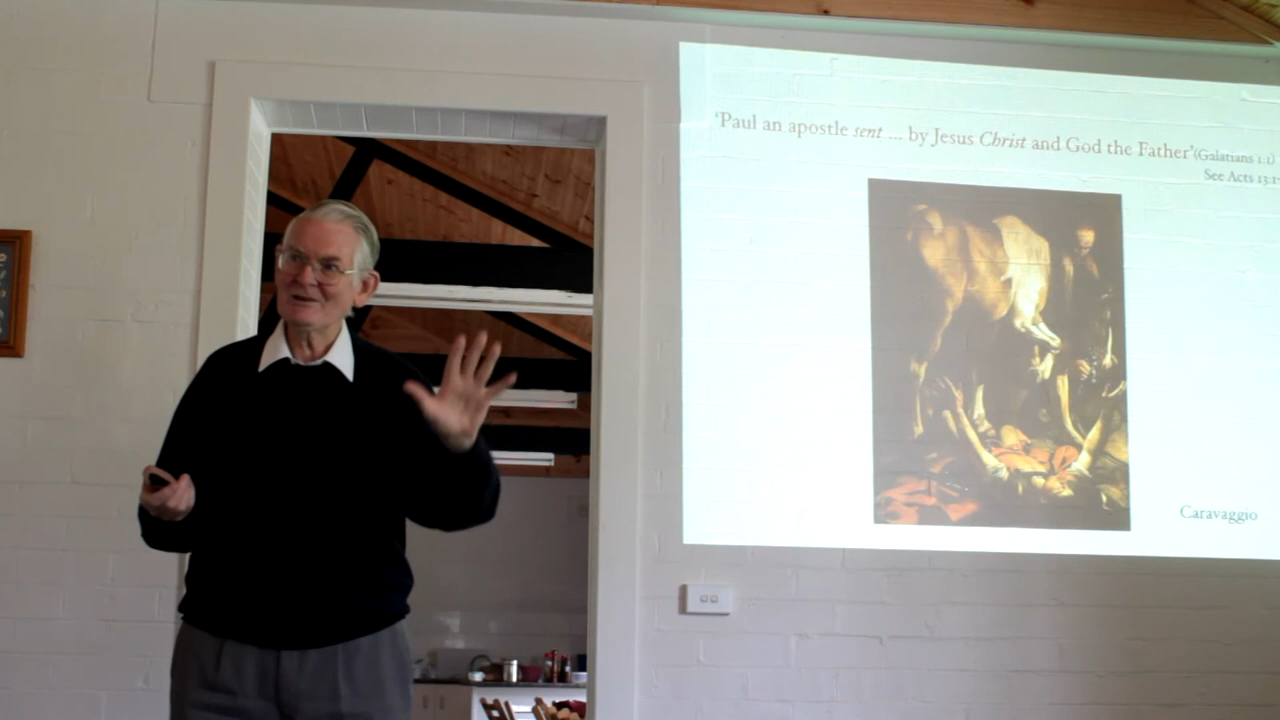 ‘Paul an apostle sent ... by Jesus Christ and God the Father’(Galatians 1:1)
See Acts 13:1-
Caravaggio